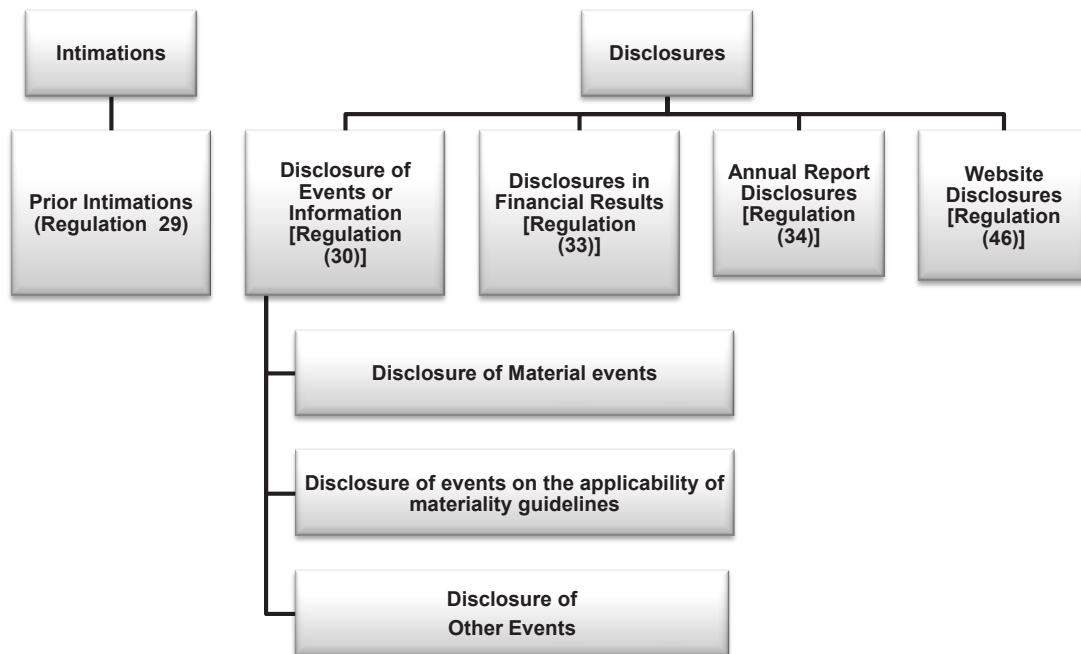 Intimations
Disclosures
Prior Intimations
(Regulation 29)
Disclosure of
Events or
Information
[Regulation
(30)]
Disclosures in
Financial Results
[Regulation
(33)]
Annual Report
Disclosures
[Regulation
(34)]
Website
Disclosures
[Regulation
(46)]
Disclosure of Material events
Disclosure of events on the applicability of
materiality guidelines
Disclosure of
Other Events